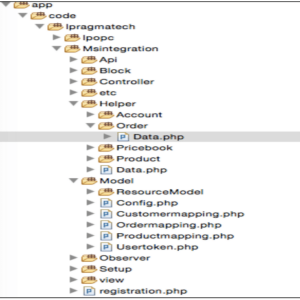 app
code
Ipragmatech
Ipopc
Msintegration
Api
Block
Controller
etc
Helper
Account
Order
Data.php
Pricebook
Product
Data.php
Model
ResourceModel
Config.php
Customermapping.php
Ordermapping.php
Productmapping.php
Usertoken.php
Observer
Setup
view
registration.php